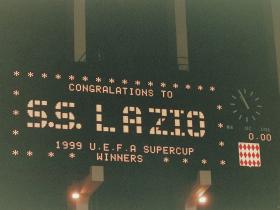 * * * * * * * * * * * * * * *
CONGRALATIONS TO
S.S. LAZIO
1999 U.E.F.A SUPERCUP
WINNERS
0.00